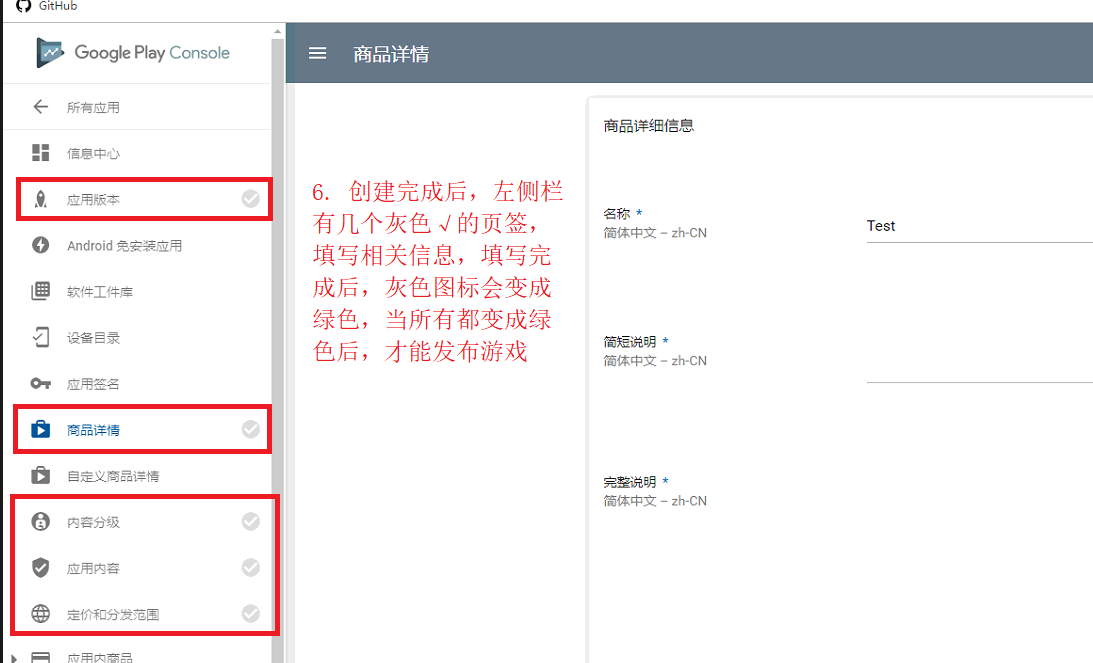 GitHub
Google Play Console
商品详情
所有应用
信息中心
应用版本
Android 免安装应用
软件工件库
设备目录
应用签名
商品详情
自定义商品详情
内容分级
应用内容
定价和分发范围
应用内商品
6. 创建完成后，左侧栏
有几个灰色√的页签，
填写相关信息，填写完
成后，灰色图标会变成
绿色，当所有都变成绿
色后，才能发布游戏
商品详细信息
名称 *
简体中文 – zh-CN
Test
简短说明 *
简体中文 – zh-CN
完整说明 *
简体中文 – zh-CN